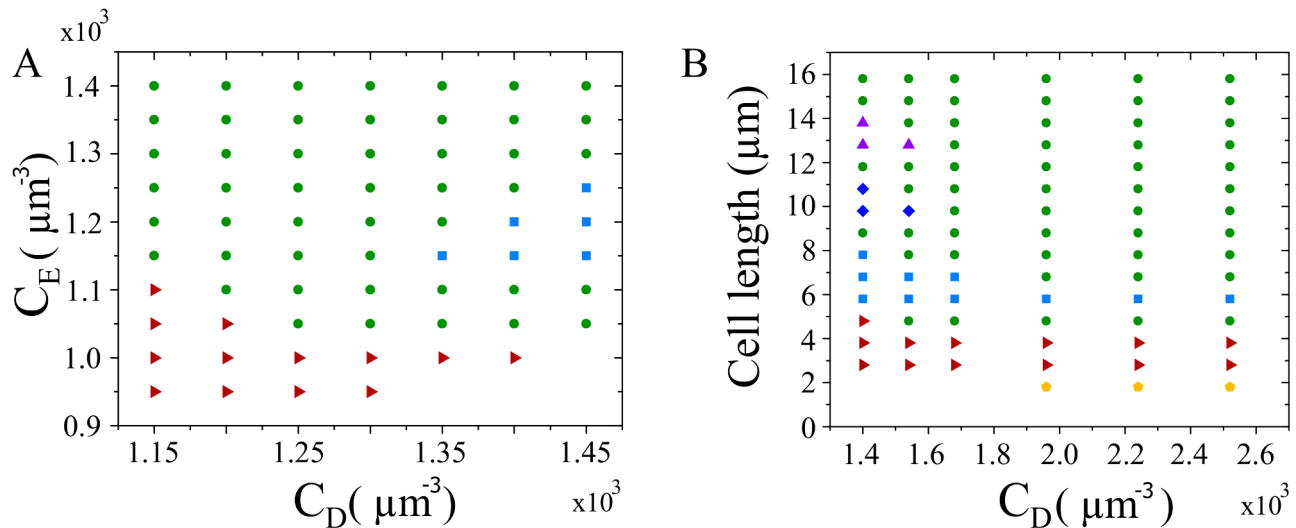 A
x10³
1.4
1.3
1.2
1.1
1.0
0.9
C_E( µm⁻³)
1.15
1.25
1.35
1.45
C_D( µm⁻³)
x10³
B
16
14
12
10
8
6
4
2
0
Cell length (µm)
1.4
1.6
1.8
2.0
2.2
2.4
2.6
C_D( µm⁻³)
x10³